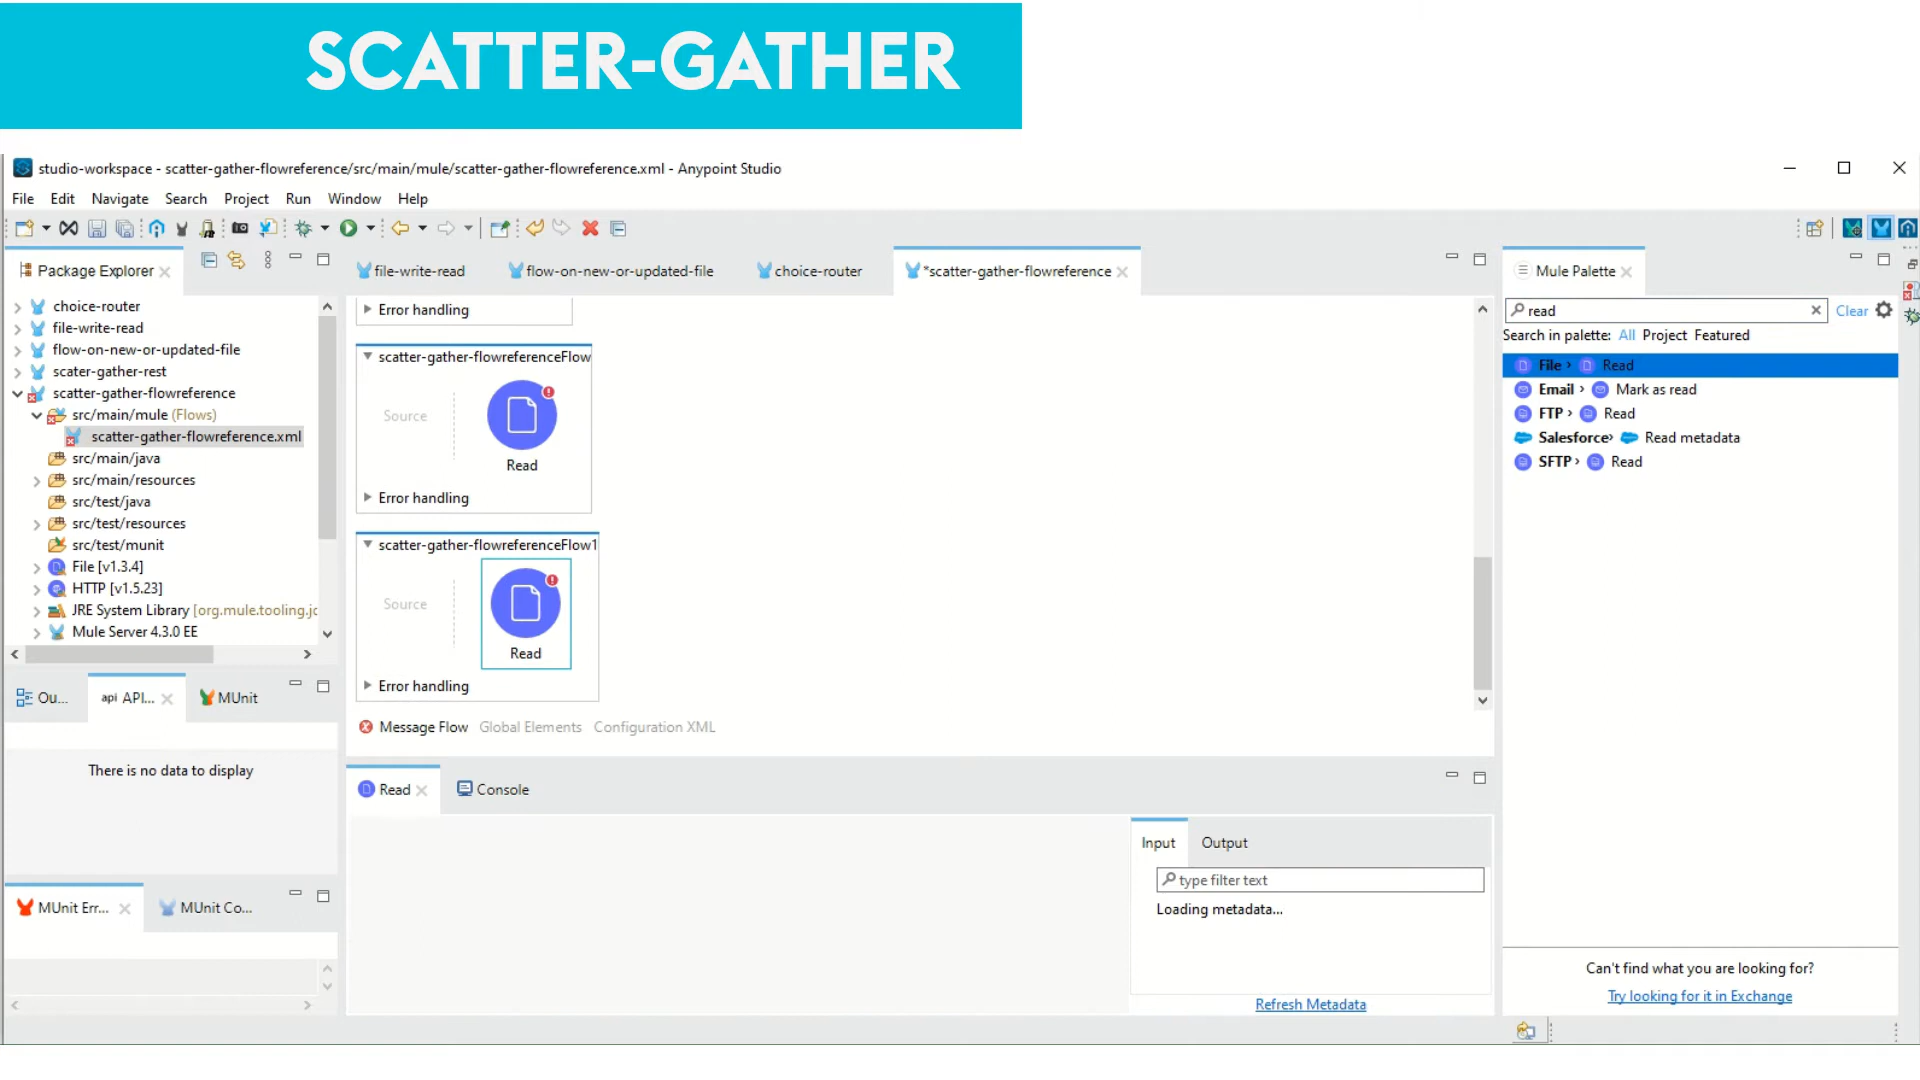 SCATTER-GATHER
studio-workspace - scatter-gather-flowreference/src/main/mule/scatter-gather-flowreference.xml - Anypoint Studio
File Edit Navigate Search Project Run Window Help
Package Explorer
choice-router
file-write-read
flow-on-new-or-updated-file
scater-gather-rest
scatter-gather-flowreference
src/main/mule (Flows)
scatter-gather-flowreference.xml
src/main/java
src/main/resources
src/test/java
src/test/resources
src/test/munit
File [v1.3.4]
HTTP [v1.5.23]
JRE System Library [org.mule.tooling.jc
Mule Server 4.3.0 EE
Ou...
api API...
MUnit
There is no data to display
MUnit Err...
MUnit Co...
file-write-read
flow-on-new-or-updated-file
choice-router
*scatter-gather-flowreference
Error handling
scatter-gather-flowreferenceFlow
Source
Read
Error handling
scatter-gather-flowreferenceFlow1
Source
Read
Error handling
Message Flow Global Elements Configuration XML
Read
Console
Input
Output
type filter text
Loading metadata...
Refresh Metadata
Mule Palette
read
Clear
Search in palette: All Project Featured
File > Read
Email > Mark as read
FTP > Read
Salesforce> Read metadata
SFTP > Read
Can't find what you are looking for?
Try looking for it in Exchange